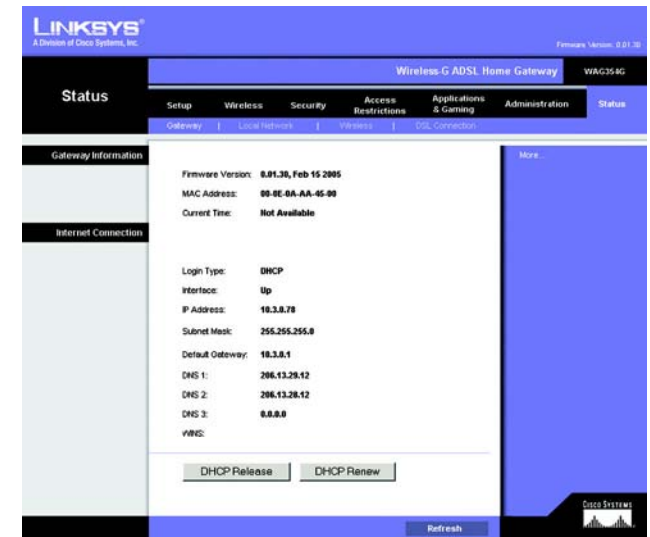 LINKSYS®
A Division of Cisco Systems, Inc.
Firmware Version: 0.01.30
Wireless-G ADSL Home Gateway WAG354G
Status
Setup Wireless Security Access Restrictions Applications & Gaming Administration Status
Gateway | Local Network | Wireless | DSL Connection
Gateway Information
More...
Firmware Version: 0.01.30, Feb 15 2005
MAC Address: 00-0E-0A-AA-45-00
Current Time: Not Available
Internet Connection
Login Type: DHCP
Interface: Up
IP Address: 10.3.0.78
Subnet Mask: 255.255.255.0
Default Gateway: 10.3.0.1
DNS 1: 206.13.29.12
DNS 2: 206.13.28.12
DNS 3: 0.0.0.0
WINS:
DHCP Release DHCP Renew
Refresh
CISCO SYSTEMS